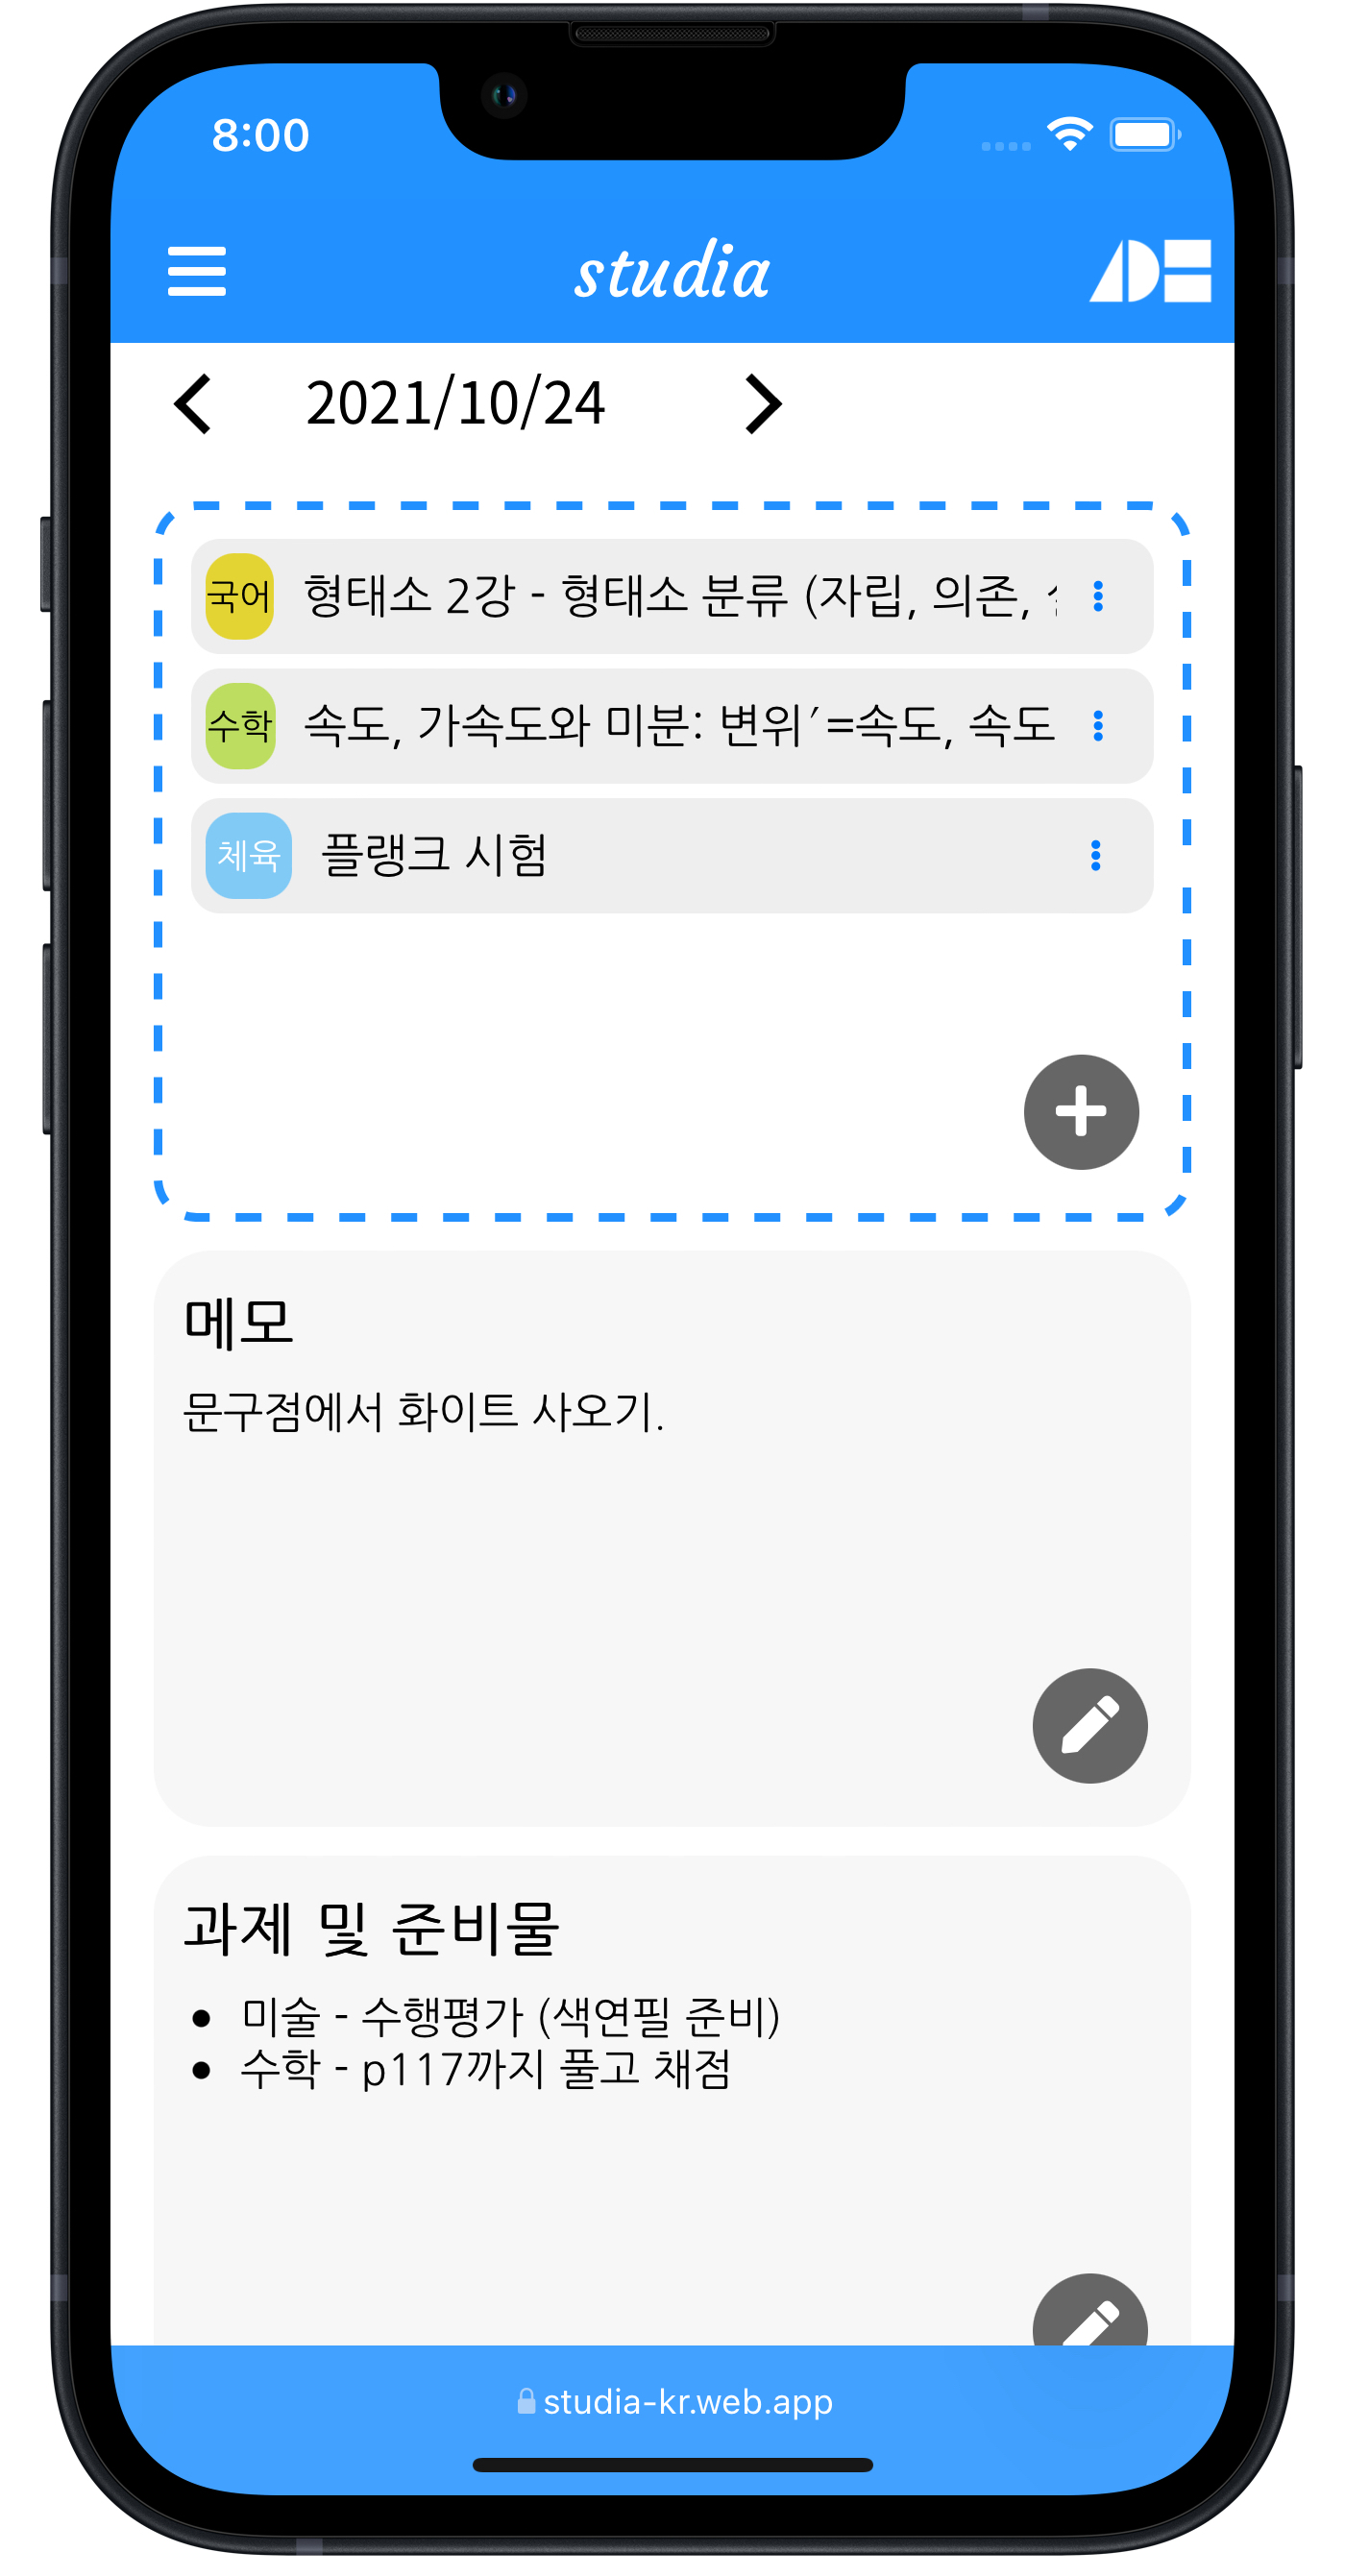 8:00
studia
2021/10/24
국어 형태소 2강 - 형태소 분류 (자립, 의존,
수학 속도, 가속도와 미분: 변위′=속도, 속도
체육 플랭크 시험
메모
문구점에서 화이트 사오기.
과제 및 준비물
● 미술 - 수행평가 (색연필 준비)
● 수학 - p117까지 풀고 채점
studia-kr.web.app